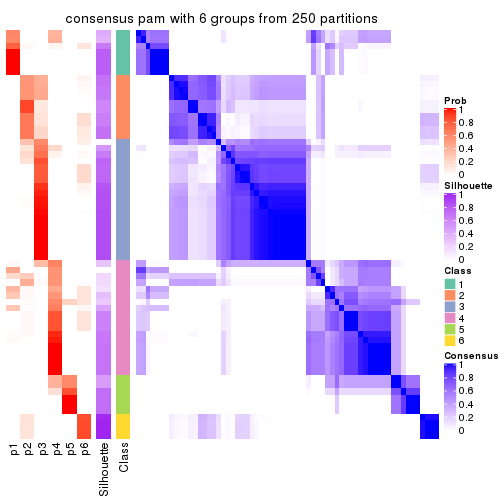 consensus pam with 6 groups from 250 partitions
Prob
1
0.8
0.6
0.4
0.2
0
Silhouette
1
0.8
0.6
0.4
0.2
0
Class
1
2
3
4
5
6
Consensus
1
0.8
0.6
0.4
0.2
0
p1
p2
p3
p4
p5
p6
Silhouette
Class